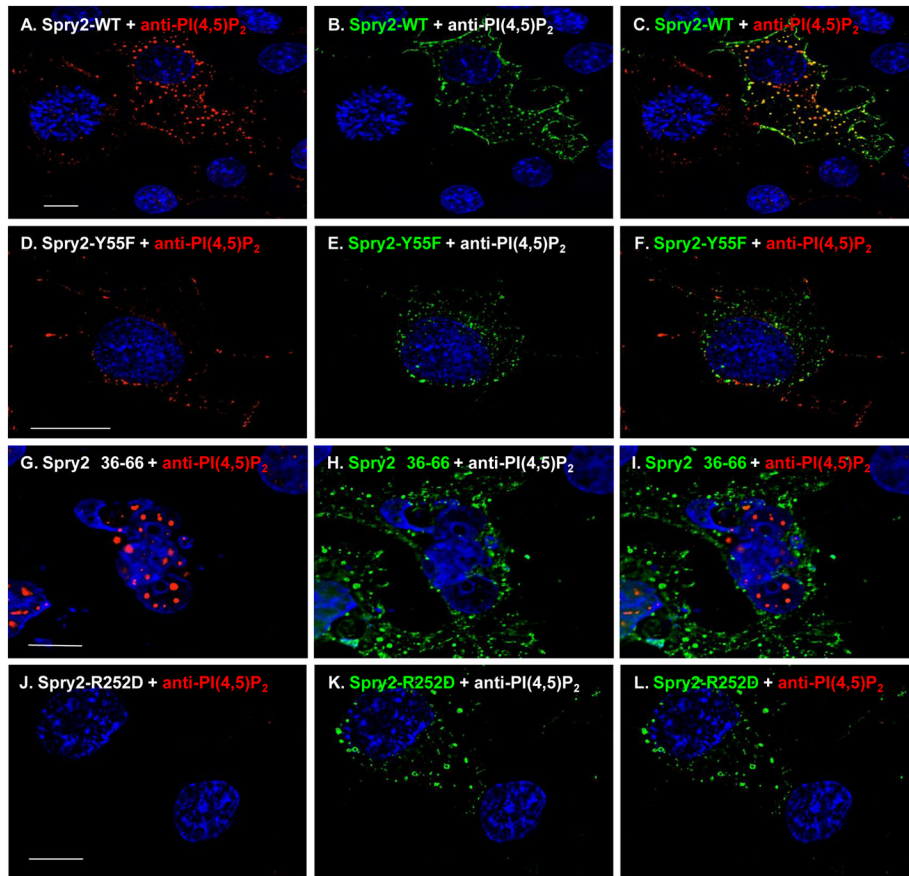 A. Spry2-WT + anti-PI(4,5)P₂
B. Spry2-WT + anti-PI(4,5)P₂
C. Spry2-WT + anti-PI(4,5)P₂
D. Spry2-Y55F + anti-PI(4,5)P₂
E. Spry2-Y55F + anti-PI(4,5)P₂
F. Spry2-Y55F + anti-PI(4,5)P₂
G. Spry2 36-66 + anti-PI(4,5)P₂
H. Spry2 36-66 + anti-PI(4,5)P₂
I. Spry2 36-66 + anti-PI(4,5)P₂
J. Spry2-R252D + anti-PI(4,5)P₂
K. Spry2-R252D + anti-PI(4,5)P₂
L. Spry2-R252D + anti-PI(4,5)P₂